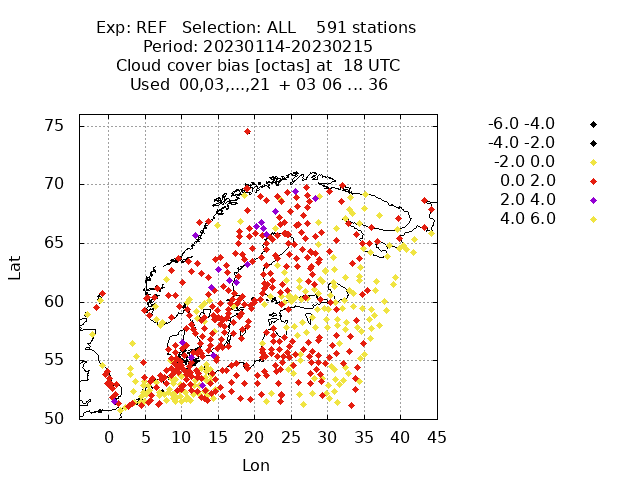 Exp: REF   Selection: ALL    591 stations
Period: 20230114-20230215
Cloud cover bias [octas] at  18 UTC
Used  00,03,...,21  + 03 06 ... 36
-6.0 -4.0
-4.0 -2.0
-2.0 0.0
0.0 2.0
2.0 4.0
4.0 6.0
75
70
65
60
55
50
Lat
0 5 10 15 20 25 30 35 40 45
Lon